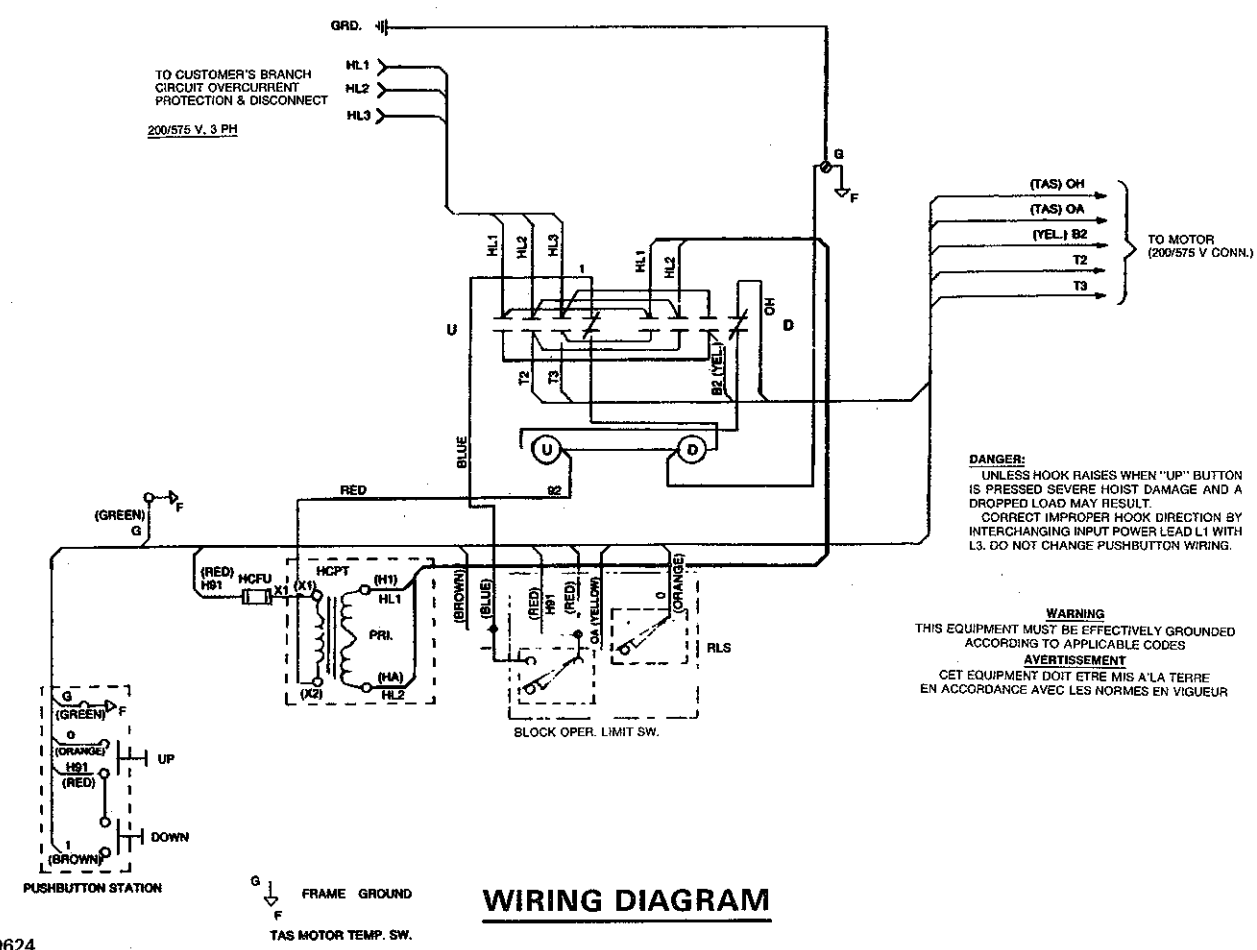 GRD.
HL1
HL2
HL3
TO CUSTOMER'S BRANCH
CIRCUIT OVERCURRENT
PROTECTION & DISCONNECT
200/575 V, 3 PH
G
F
(TAS) OH
(TAS) OA
(YEL.) B2
T2
T3
TO MOTOR
(200/575 V CONN.)
HL1
HL2
HL3
1
HL1
HL2
U
OH
D
T2
T3
B2 (YEL.)
BLUE
U
D
RED
92
(GREEN)
G
F
DANGER:
UNLESS HOOK RAISES WHEN "UP" BUTTON
IS PRESSED SEVERE HOIST DAMAGE AND A
DROPPED LOAD MAY RESULT.
CORRECT IMPROPER HOOK DIRECTION BY
INTERCHANGING INPUT POWER LEAD L1 WITH
L3. DO NOT CHANGE PUSHBUTTON WIRING.
(RED)
H91
HCFU
X1
(X1)
HCPT
(H1)
HL1
PRI.
(HA)
HL2
(X2)
(BROWN)
(BLUE)
(RED)
H91
(RED)
OA (YELLOW)
O
(ORANGE)
RLS
BLOCK OPER. LIMIT SW.
WARNING
THIS EQUIPMENT MUST BE EFFECTIVELY GROUNDED
ACCORDING TO APPLICABLE CODES
AVERTISSEMENT
CET EQUIPMENT DOIT ETRE MIS A'LA TERRE
EN ACCORDANCE AVEC LES NORMES EN VIGUEUR
G
(GREEN)
F
O
(ORANGE)
UP
H91
(RED)
DOWN
1
(BROWN)
PUSHBUTTON STATION
G
F
FRAME GROUND
TAS MOTOR TEMP. SW.
WIRING DIAGRAM